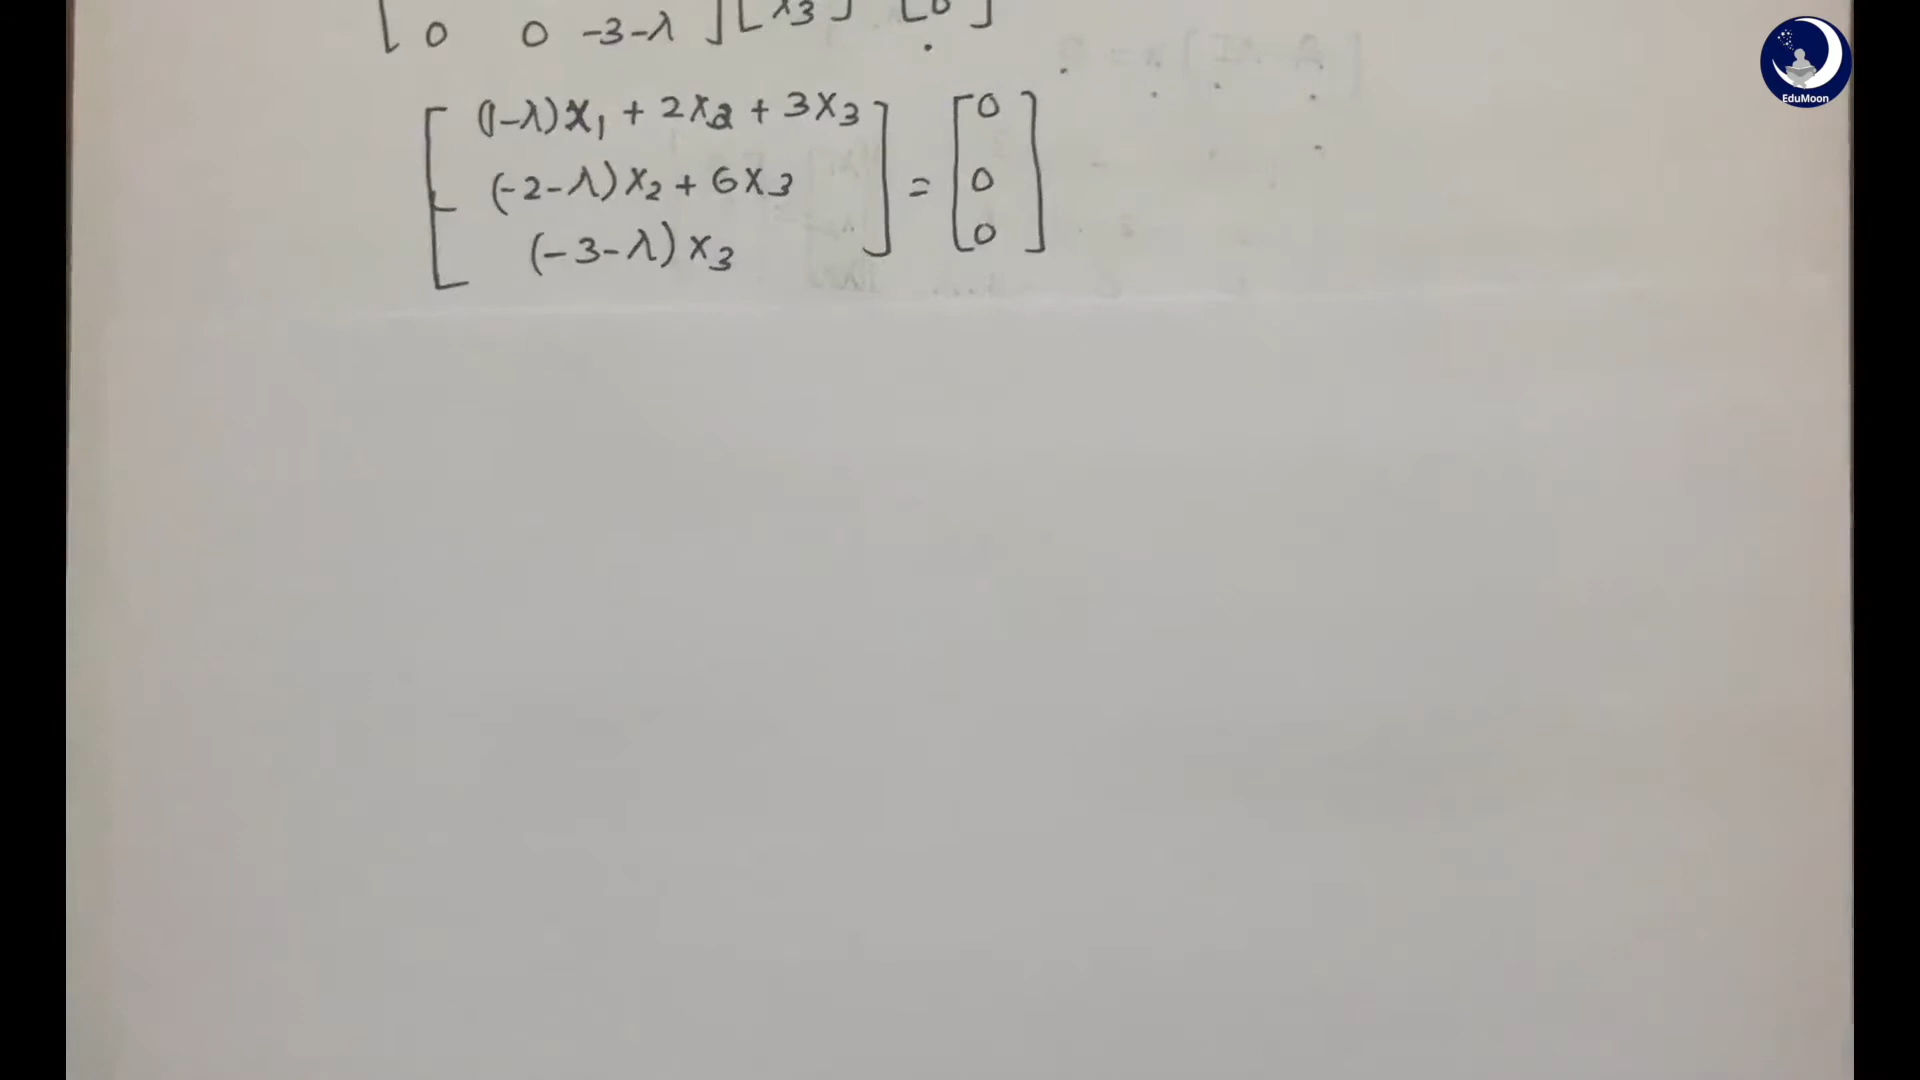 [ 0 0 -3-λ ] [ x3 ] [ 0 ]
[ (1-λ)x1 + 2x2 + 3x3 ] [ 0 ]
[ (-2-λ)x2 + 6x3 ] = [ 0 ]
[ (-3-λ)x3 ] [ 0 ]
EduMoon